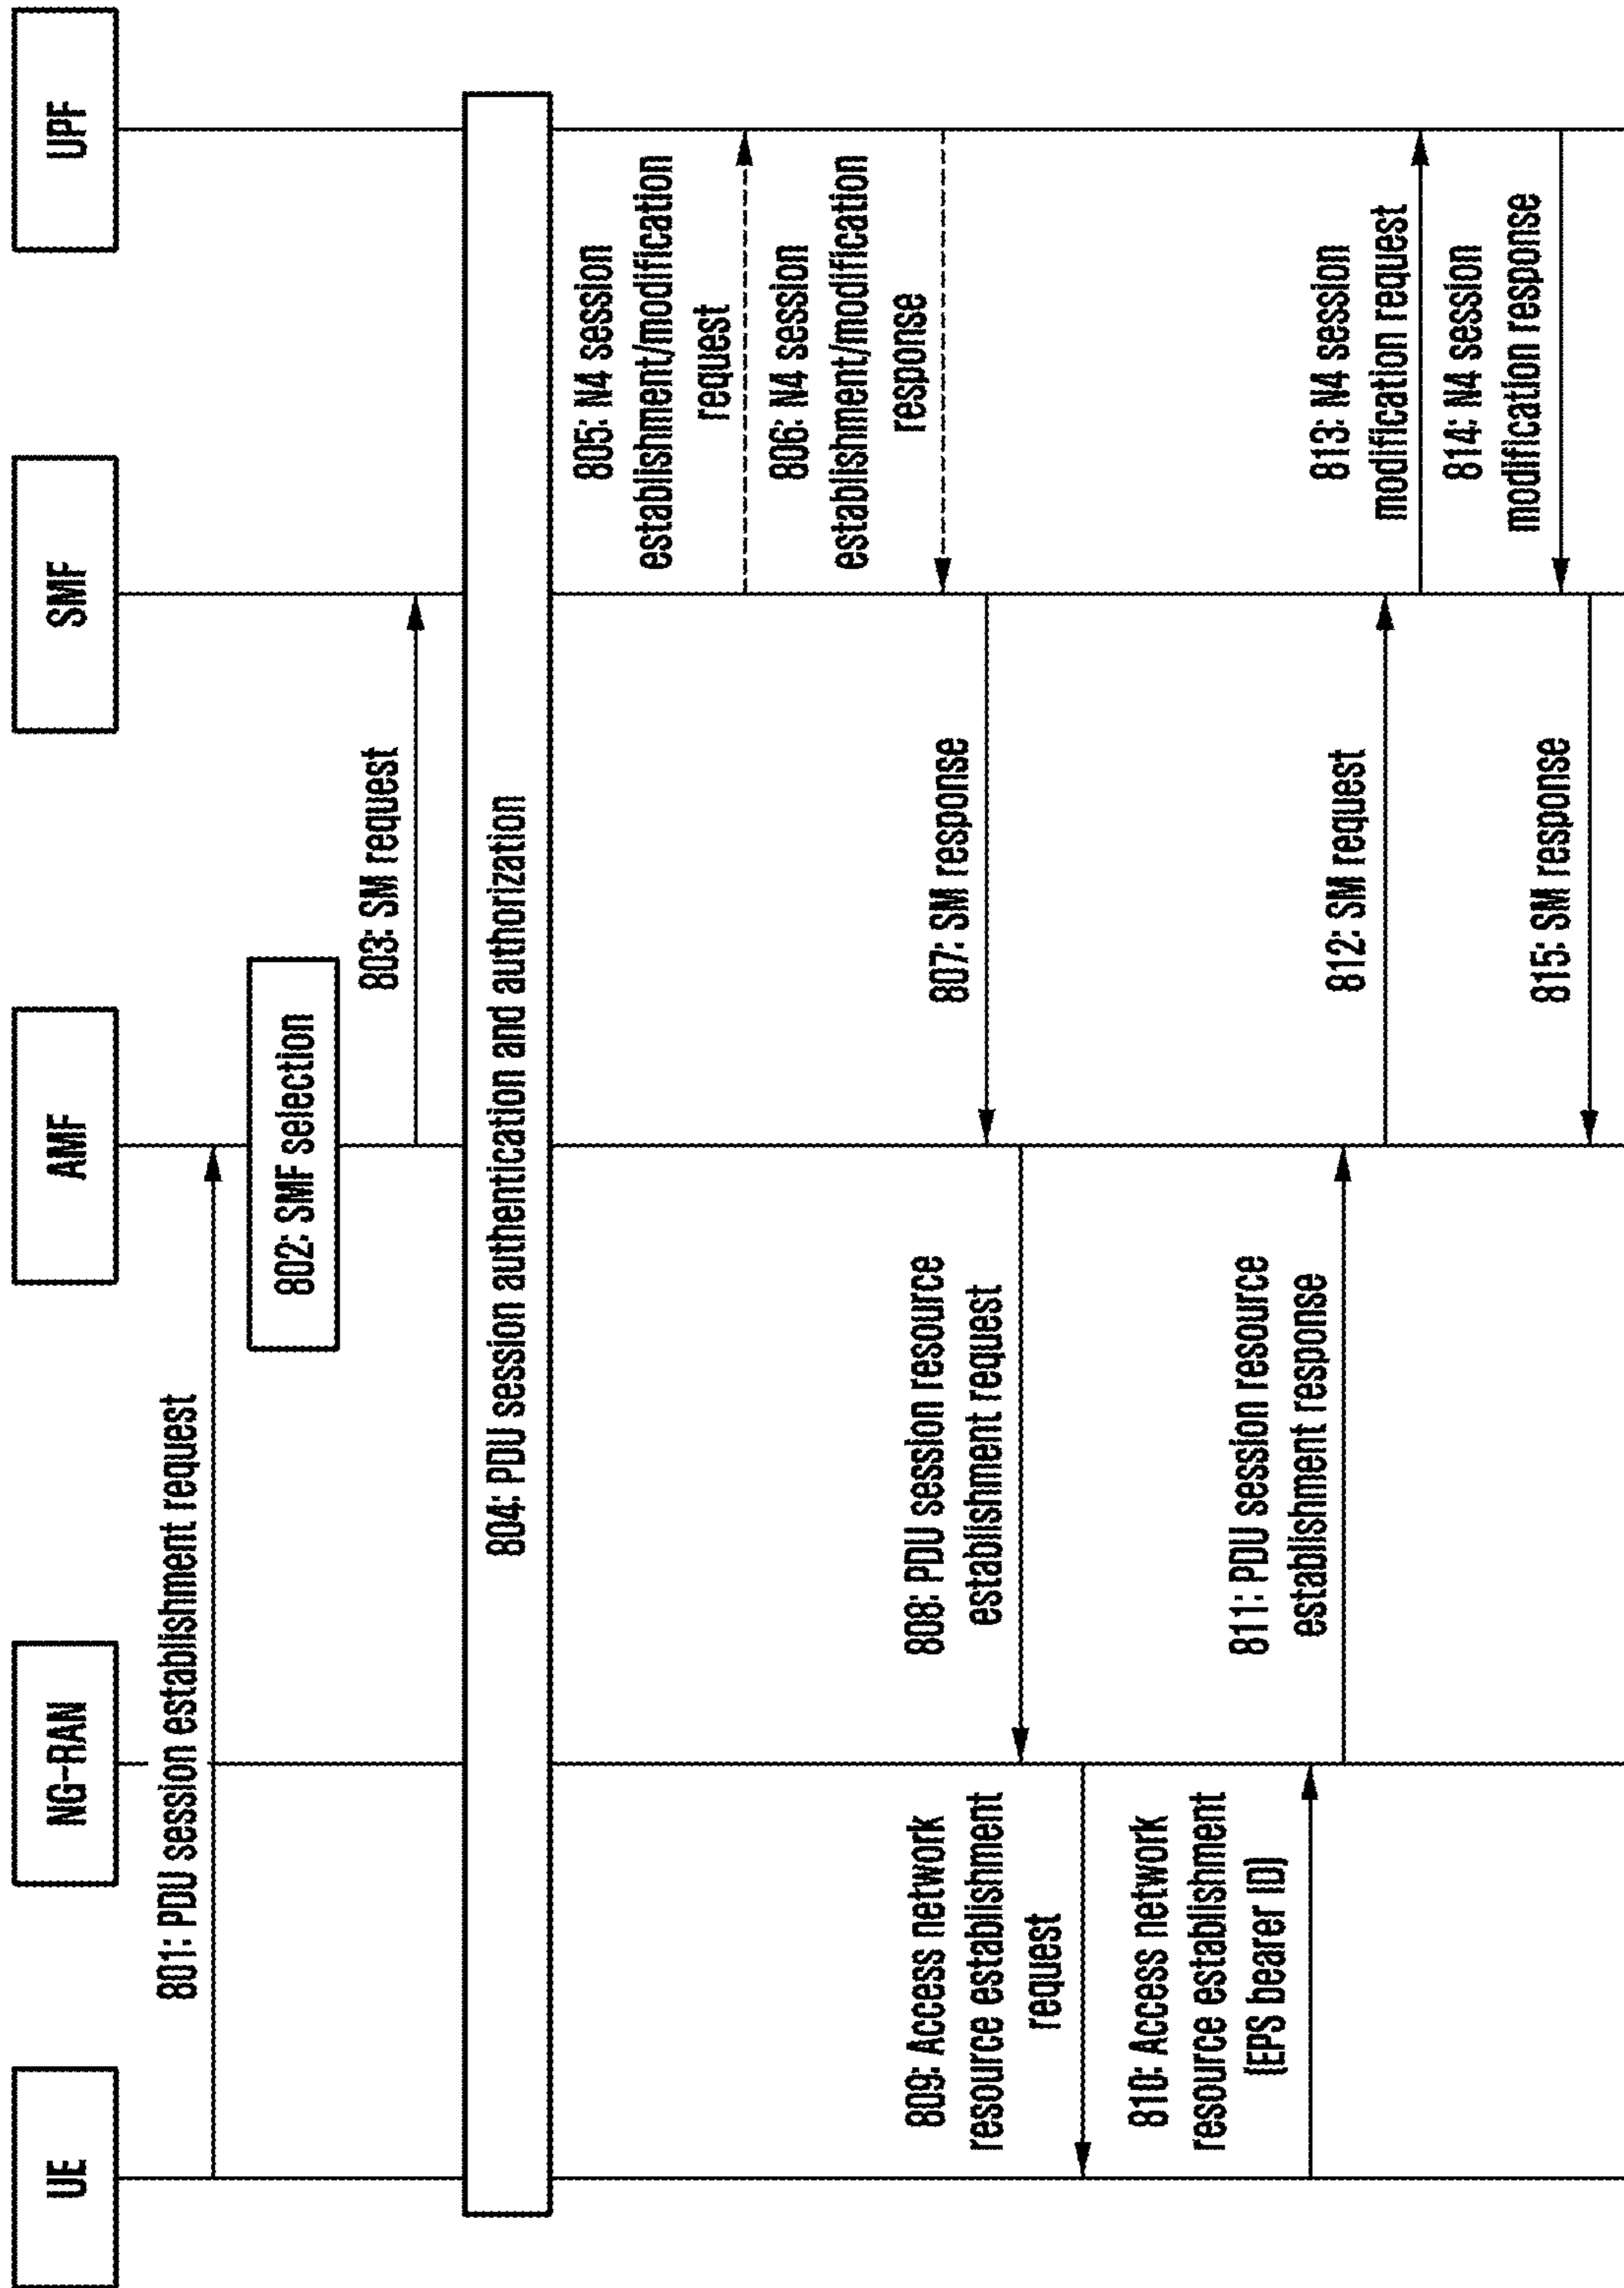 UE
NG-RAN
AMF
SMF
UPF
801: PDU session establishment request
802: SMF selection
803: SM request
804: PDU session authentication and authorization
805: N4 session
establishment/modification
request
806: N4 session
establishment/modification
response
807: SM response
808: PDU session resource
establishment request
809: Access network
resource establishment
request
810: Access network
resource establishment
(EPS bearer ID)
811: PDU session resource
establishment response
812: SM request
813: N4 session
modification request
814: N4 session
modification response
815: SM response